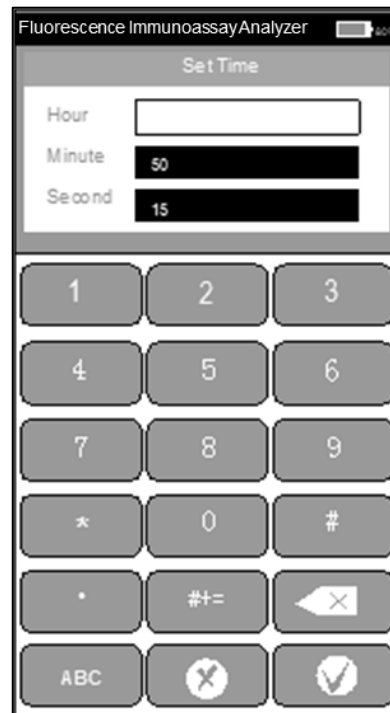 Fluorescence Immunoassay Analyzer
Set Time
Hour
Minute 50
Second 15
1 2 3
4 5 6
7 8 9
* 0 #
. #+=
ABC